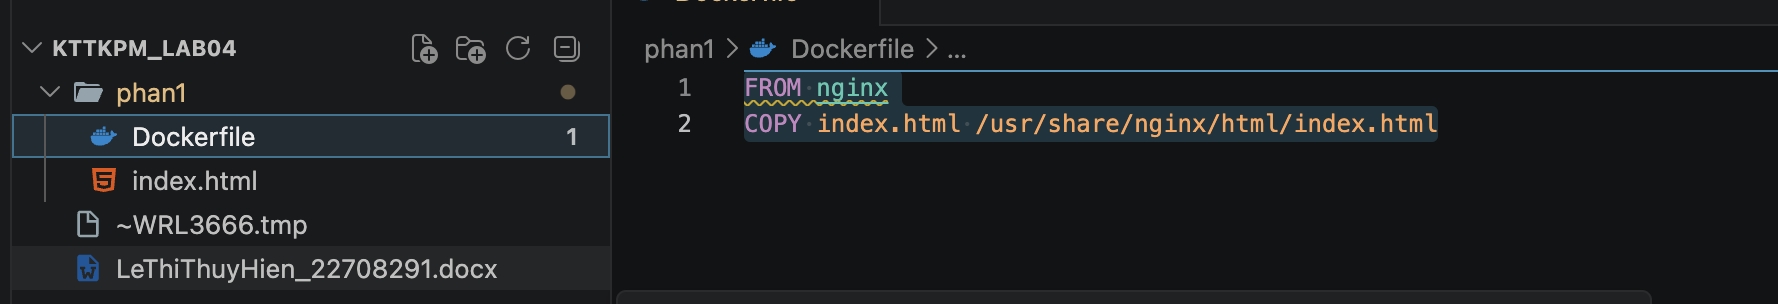 KTTKPM_LAB04
phan1
Dockerfile 1
index.html
~WRL3666.tmp
LeThiThuyHien_22708291.docx
Dockerfile
phan1 > Dockerfile > ...
1 FROM nginx
2 COPY index.html /usr/share/nginx/html/index.html